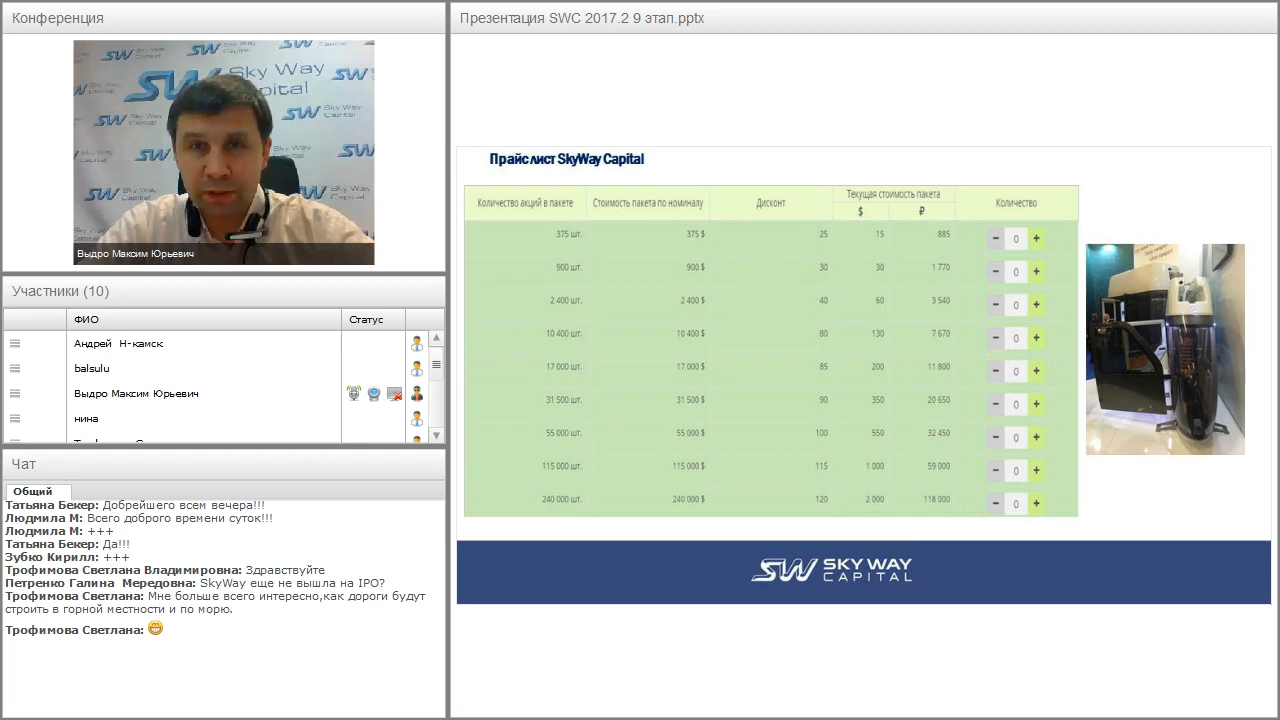 Конференция
SW Sky Way Capital
Выдро Максим Юрьевич
Участники (10)
ФИО Статус
Андрей Н-камск
balsulu
Выдро Максим Юрьевич
нина
Чат
Общий
Татьяна Бекер: Добрейшего всем вечера!!!
Людмила М: Всего доброго времени суток!!!
Людмила М: +++
Татьяна Бекер: Да!!!
Зубко Кирилл: +++
Трофимова Светлана Владимировна: Здравствуйте
Петренко Галина Мередовна: SkyWay еще не вышла на IPO?
Трофимова Светлана: Мне больше всего интересно,как дороги будут
строить в горной местности и по морю.
Трофимова Светлана:
Презентация SWC 2017.2 9 этап.pptx
Прайс лист SkyWay Capital
Количество акций в пакете Стоимость пакета по номиналу Дисконт Текущая стоимость пакета Количество
$ ₽
375 шт. 375 $ 25 15 885 − 0 +
900 шт. 900 $ 30 30 1 770 − 0 +
2 400 шт. 2 400 $ 40 60 3 540 − 0 +
10 400 шт. 10 400 $ 80 130 7 670 − 0 +
17 000 шт. 17 000 $ 85 200 11 800 − 0 +
31 500 шт. 31 500 $ 90 350 20 650 − 0 +
55 000 шт. 55 000 $ 100 550 32 450 − 0 +
115 000 шт. 115 000 $ 115 1 000 59 000 − 0 +
240 000 шт. 240 000 $ 120 2 000 118 000 − 0 +
SW SKY WAY
CAPITAL